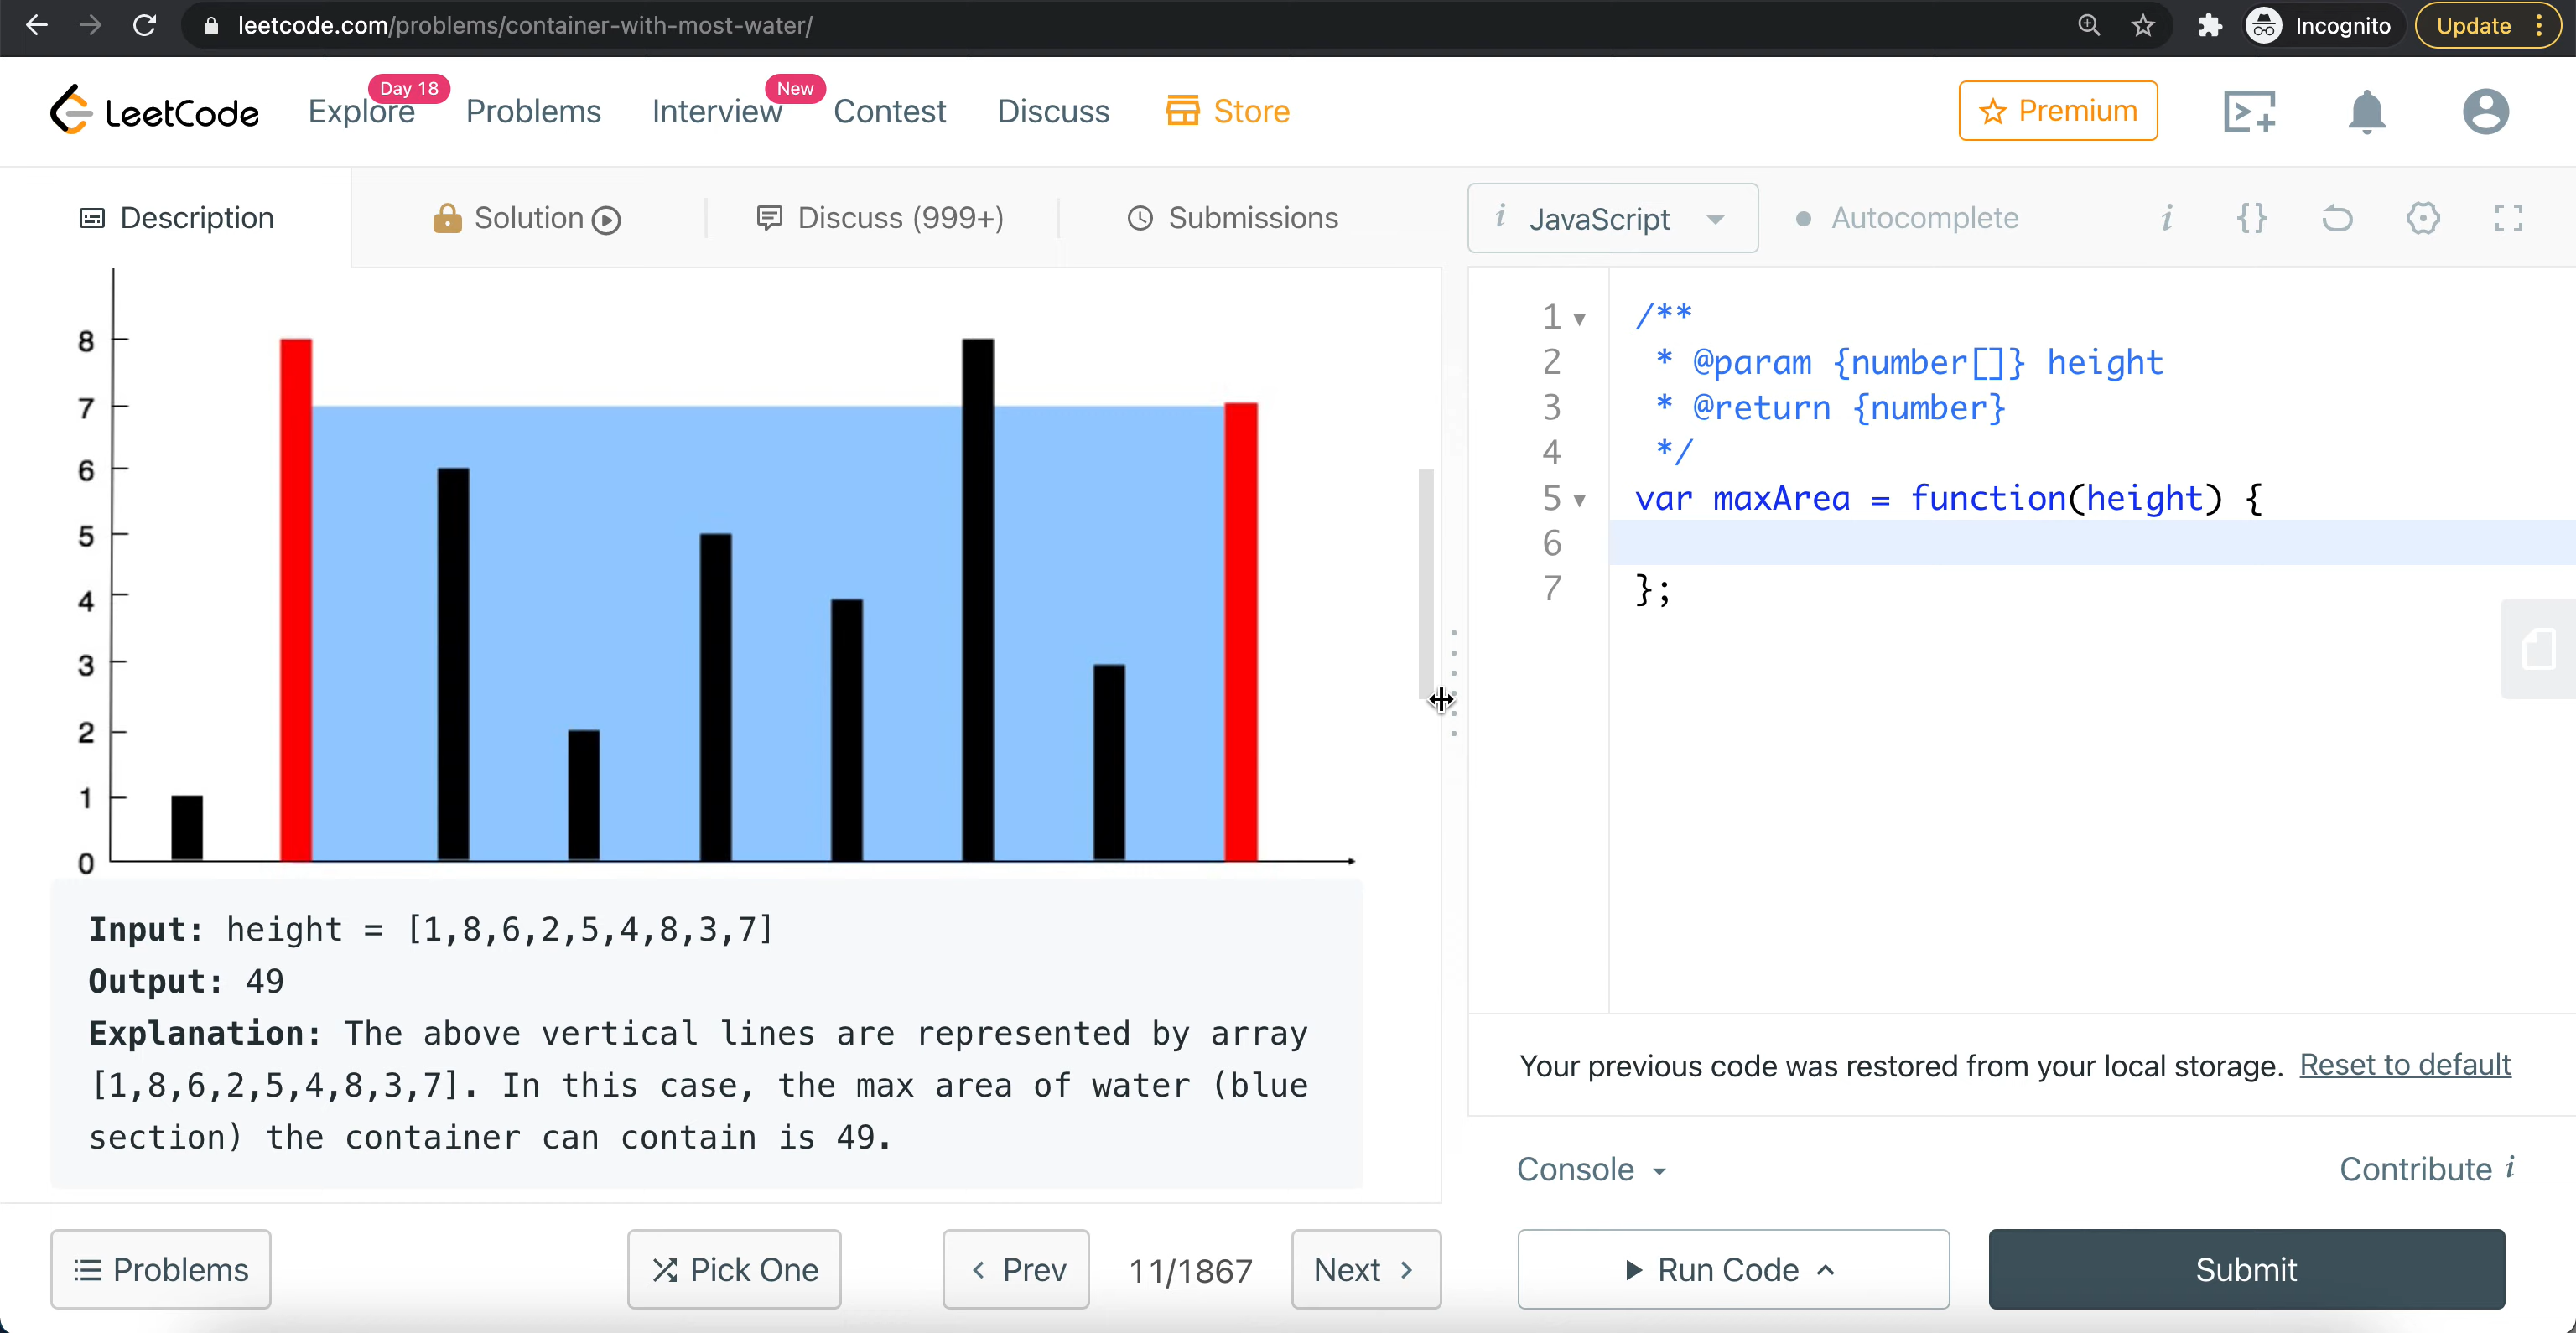 leetcode.com/problems/container-with-most-water/
Incognito
Update
LeetCode
Explore
Day 18
Problems
Interview
New
Contest
Discuss
Store
Premium
Description
Solution
Discuss (999+)
Submissions
i JavaScript
Autocomplete
i
{}
8
7
6
5
4
3
2
1
0
Input: height = [1,8,6,2,5,4,8,3,7]
Output: 49
Explanation: The above vertical lines are represented by array
[1,8,6,2,5,4,8,3,7]. In this case, the max area of water (blue
section) the container can contain is 49.
1 /**
2  * @param {number[]} height
3  * @return {number}
4  */
5 var maxArea = function(height) {
6
7 };
Your previous code was restored from your local storage. Reset to default
Console
Contribute i
Problems
Pick One
Prev
11/1867
Next
Run Code
Submit